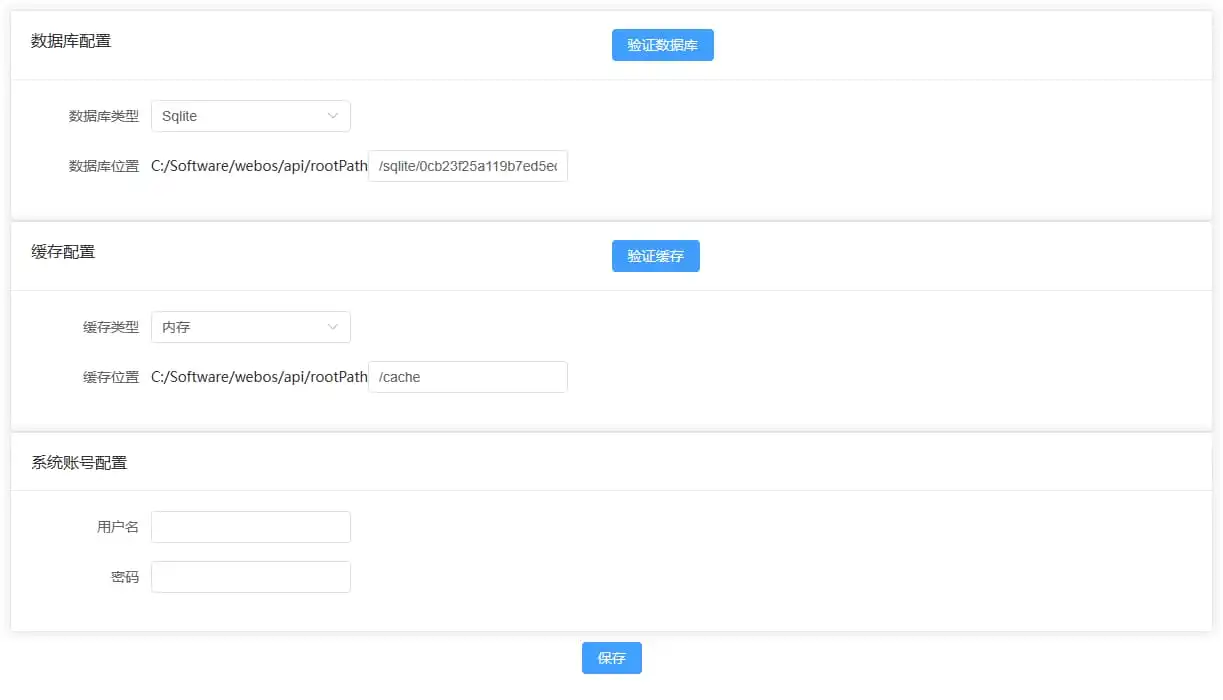 数据库配置 验证数据库
数据库类型 Sqlite
数据库位置 C:/Software/webos/api/rootPath /sqlite/0cb23f25a119b7ed5e
缓存配置 验证缓存
缓存类型 内存
缓存位置 C:/Software/webos/api/rootPath /cache
系统账号配置
用户名
密码
保存